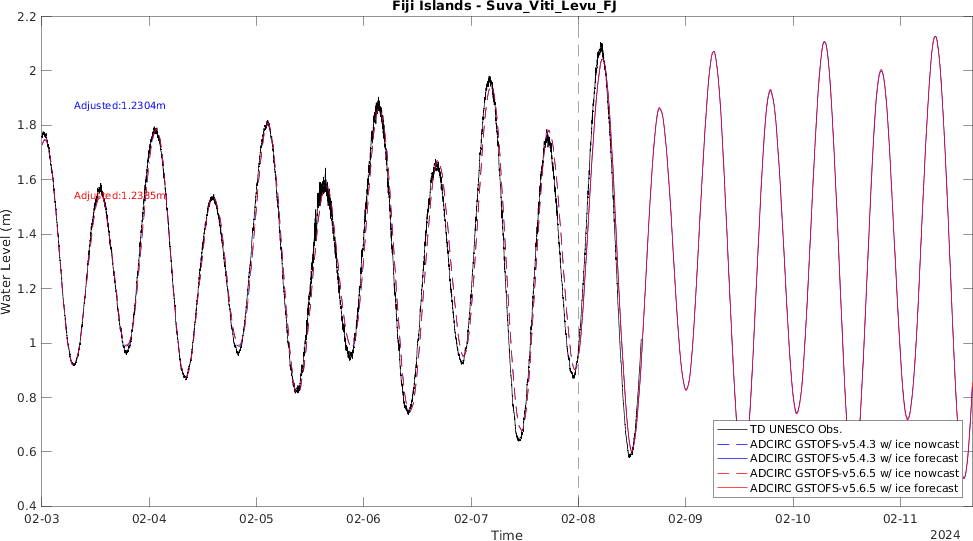 Fiji Islands - Suva_Viti_Levu_FJ
2.2
2
1.8
1.6
1.4
1.2
1
0.8
0.6
0.4
Water Level (m)
Adjusted:1.2304m
Adjusted:1.2335m
TD UNESCO Obs.
ADCIRC GSTOFS-v5.4.3 w/ ice nowcast
ADCIRC GSTOFS-v5.4.3 w/ ice forecast
ADCIRC GSTOFS-v5.6.5 w/ ice nowcast
ADCIRC GSTOFS-v5.6.5 w/ ice forecast
02-03 02-04 02-05 02-06 02-07 02-08 02-09 02-10 02-11
Time
2024